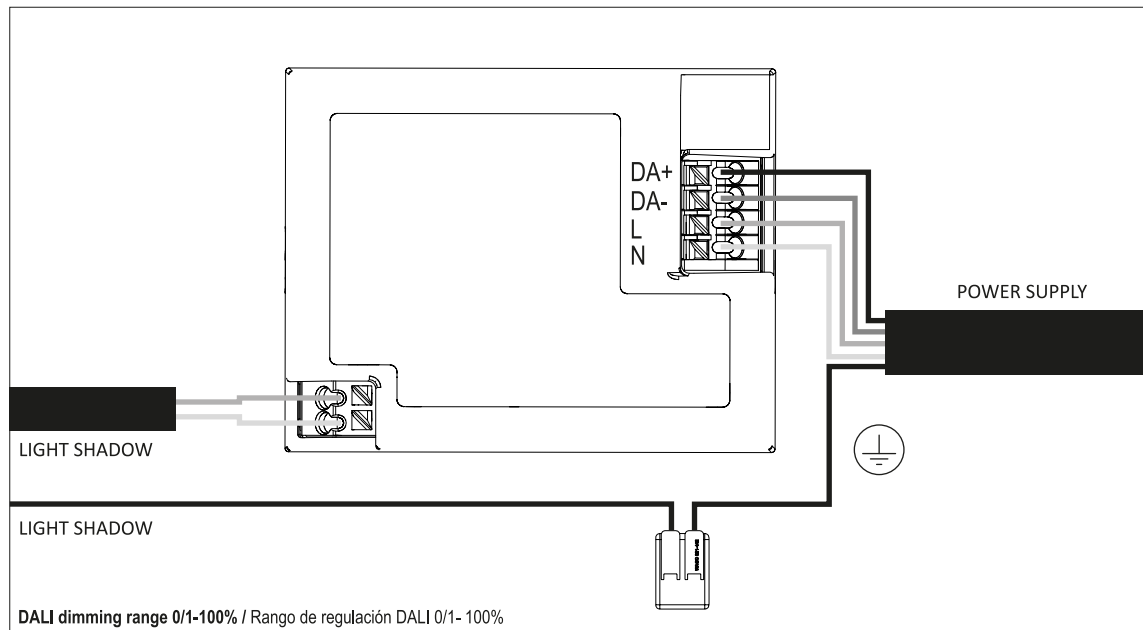 DA+
DA-
L
N
POWER SUPPLY
LIGHT SHADOW
LIGHT SHADOW
DALI dimming range 0/1-100% / Rango de regulación DALI 0/1- 100%